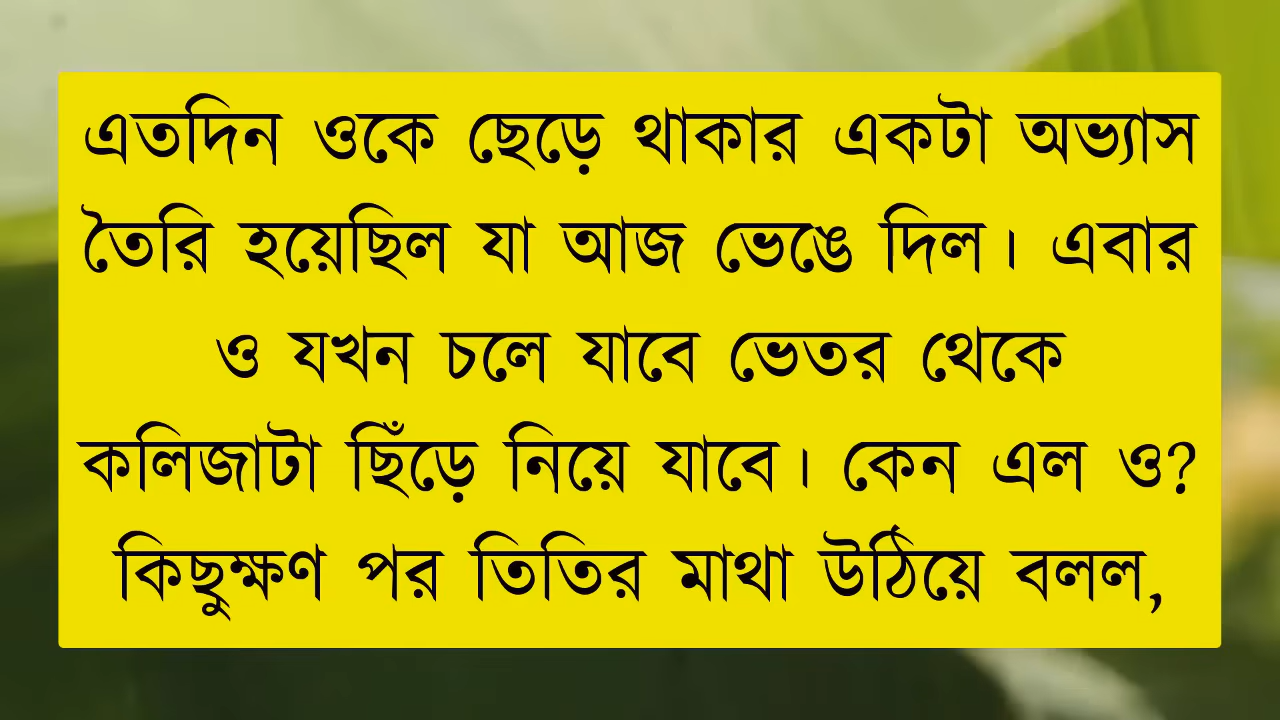 এতদিন ওকে ছেড়ে থাকার একটা অভ্যাস
তৈরি হয়েছিল যা আজ ভেঙে দিল। এবার
ও যখন চলে যাবে ভেতর থেকে
কলিজাটা ছিঁড়ে নিয়ে যাবে। কেন এল ও?
কিছুক্ষণ পর তিতির মাথা উঠিয়ে বলল,